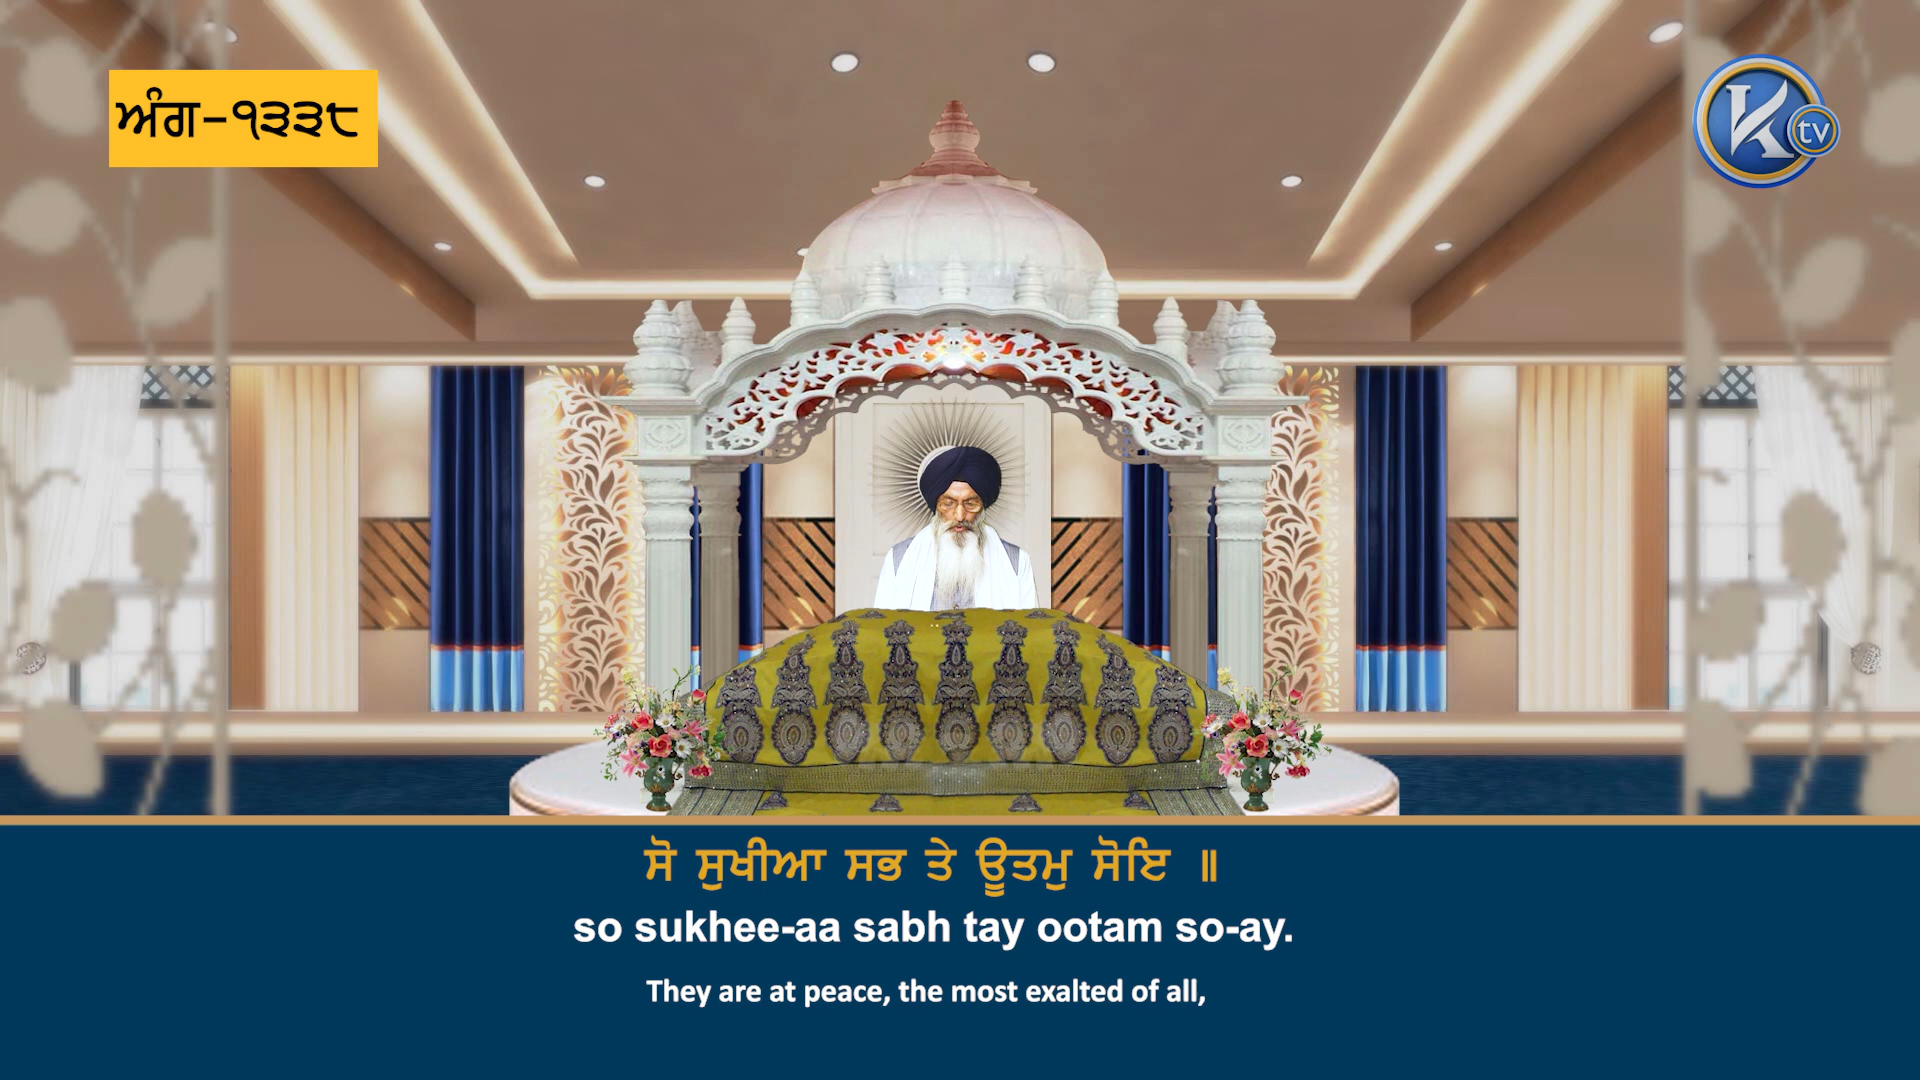 ਅੰਗ-੧੩੩੮
K tv
ਸੋ ਸੁਖੀਆ ਸਭ ਤੇ ਊਤਮੁ ਸੋਇ ॥
so sukhee-aa sabh tay ootam so-ay.
They are at peace, the most exalted of all,